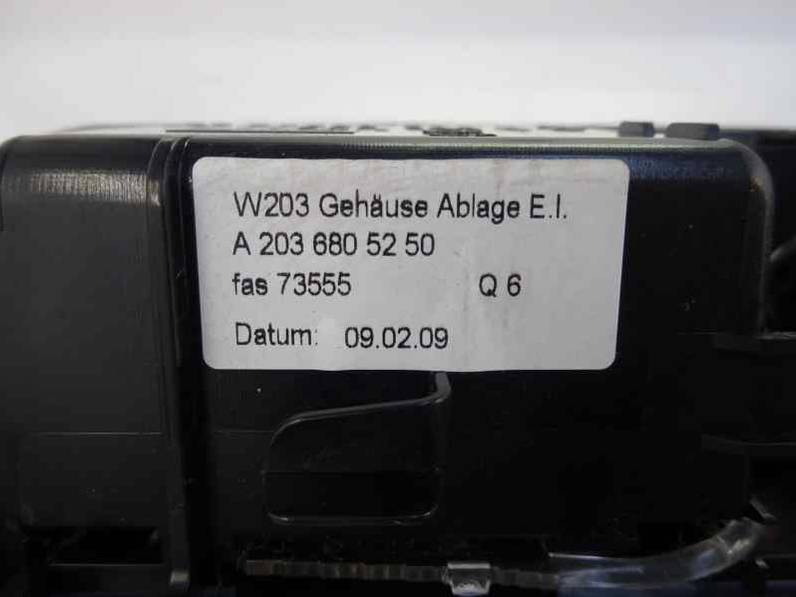 W203 Gehäuse Ablage E.I.
A 203 680 52 50
fas 73555 Q 6
Datum: 09.02.09